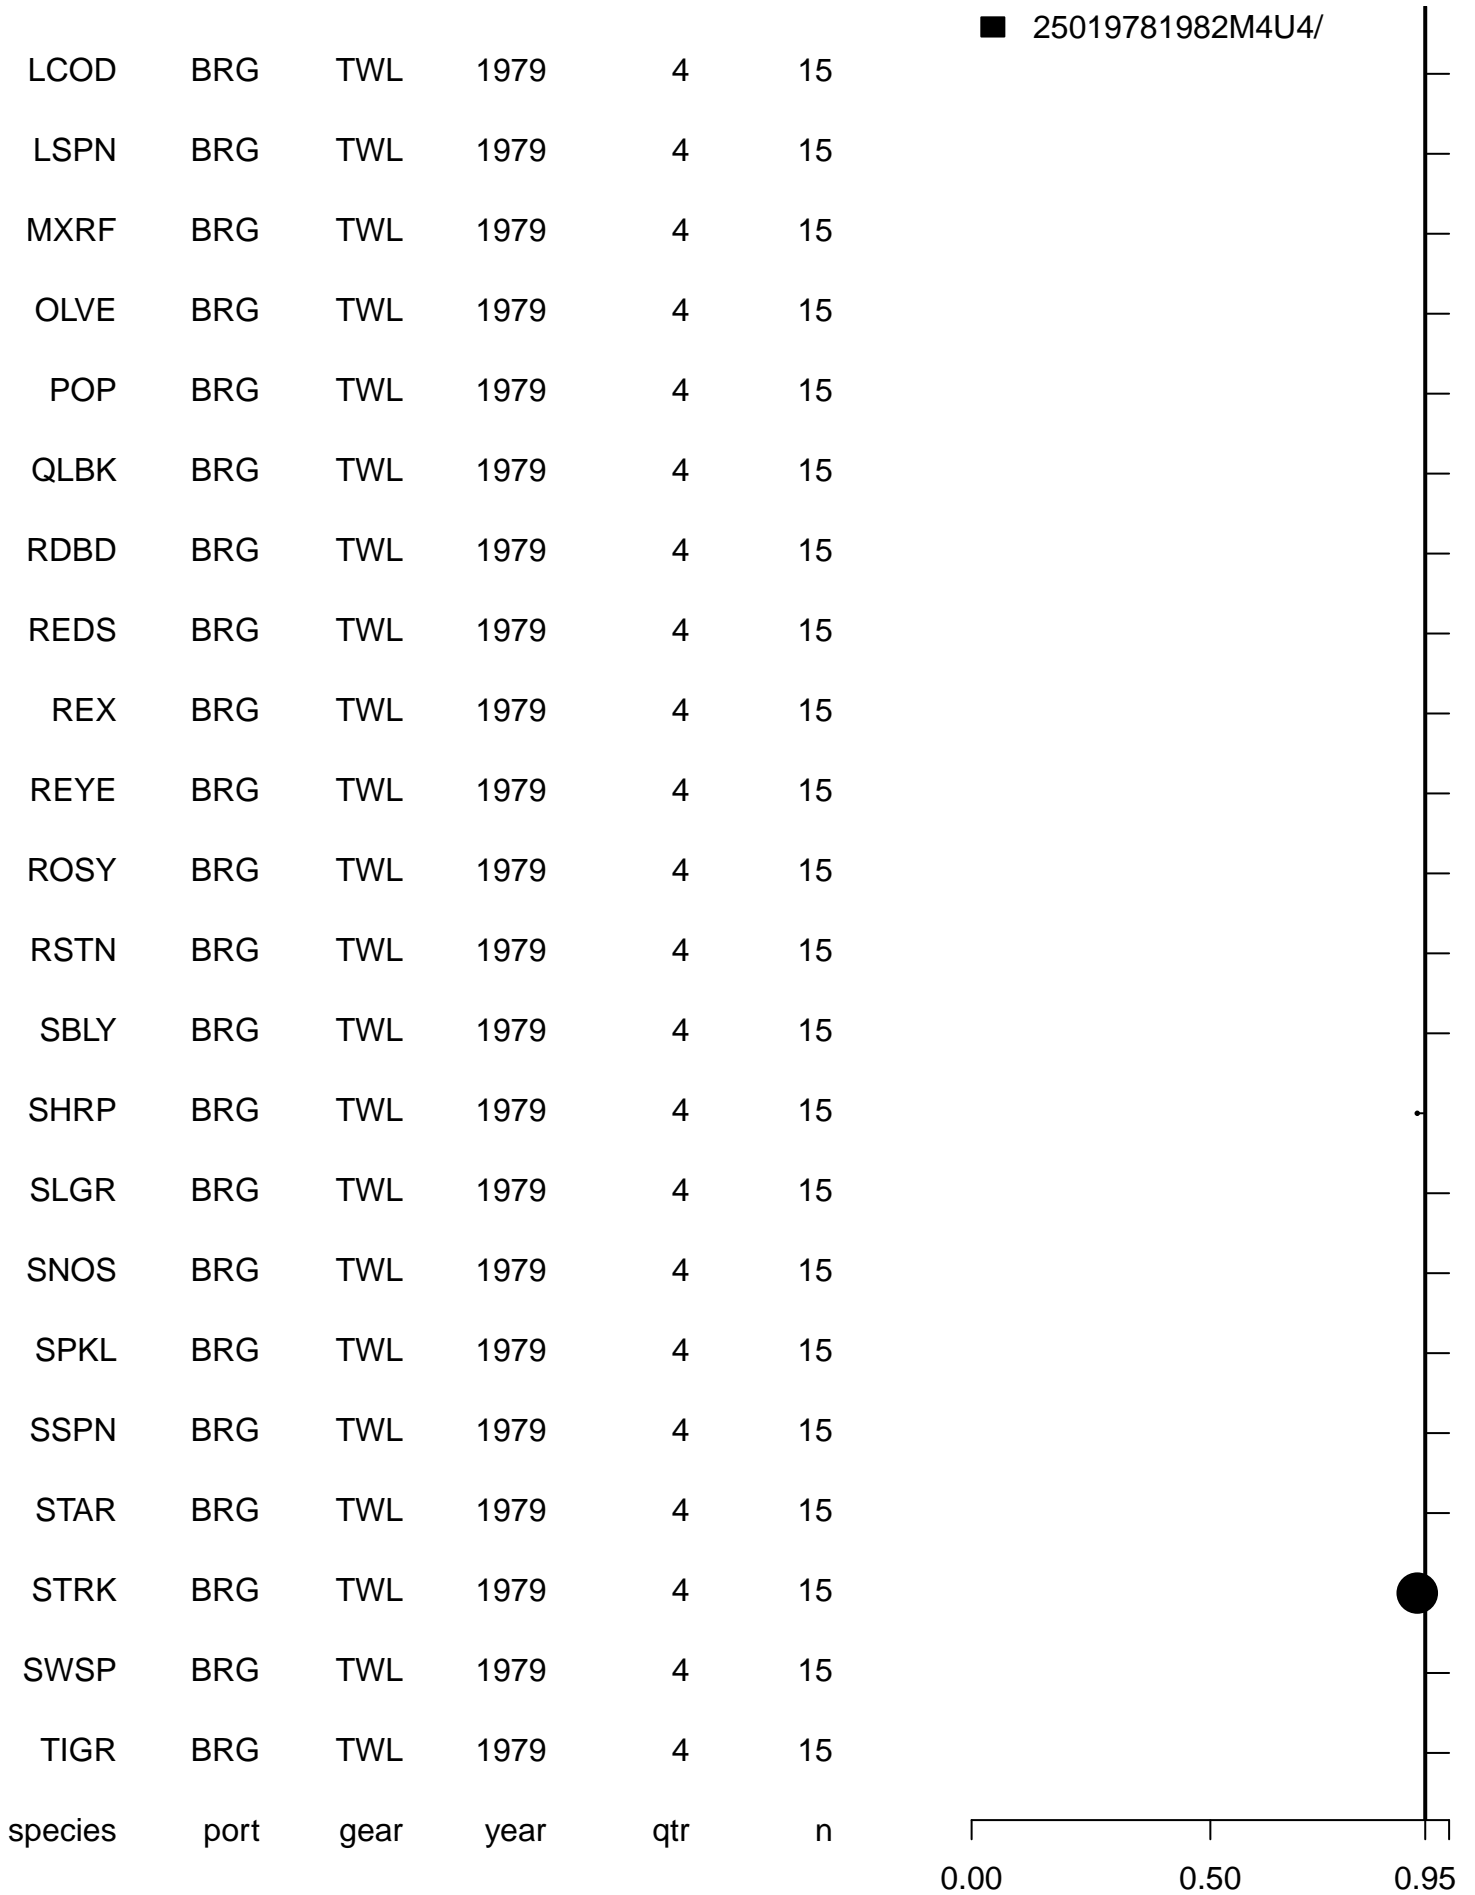 25019781982M4U4/
LCOD BRG TWL 1979 4 15
LSPN BRG TWL 1979 4 15
MXRF BRG TWL 1979 4 15
OLVE BRG TWL 1979 4 15
POP BRG TWL 1979 4 15
QLBK BRG TWL 1979 4 15
RDBD BRG TWL 1979 4 15
REDS BRG TWL 1979 4 15
REX BRG TWL 1979 4 15
REYE BRG TWL 1979 4 15
ROSY BRG TWL 1979 4 15
RSTN BRG TWL 1979 4 15
SBLY BRG TWL 1979 4 15
SHRP BRG TWL 1979 4 15
SLGR BRG TWL 1979 4 15
SNOS BRG TWL 1979 4 15
SPKL BRG TWL 1979 4 15
SSPN BRG TWL 1979 4 15
STAR BRG TWL 1979 4 15
STRK BRG TWL 1979 4 15
SWSP BRG TWL 1979 4 15
TIGR BRG TWL 1979 4 15
species port gear year qtr n
0.00 0.50 0.95